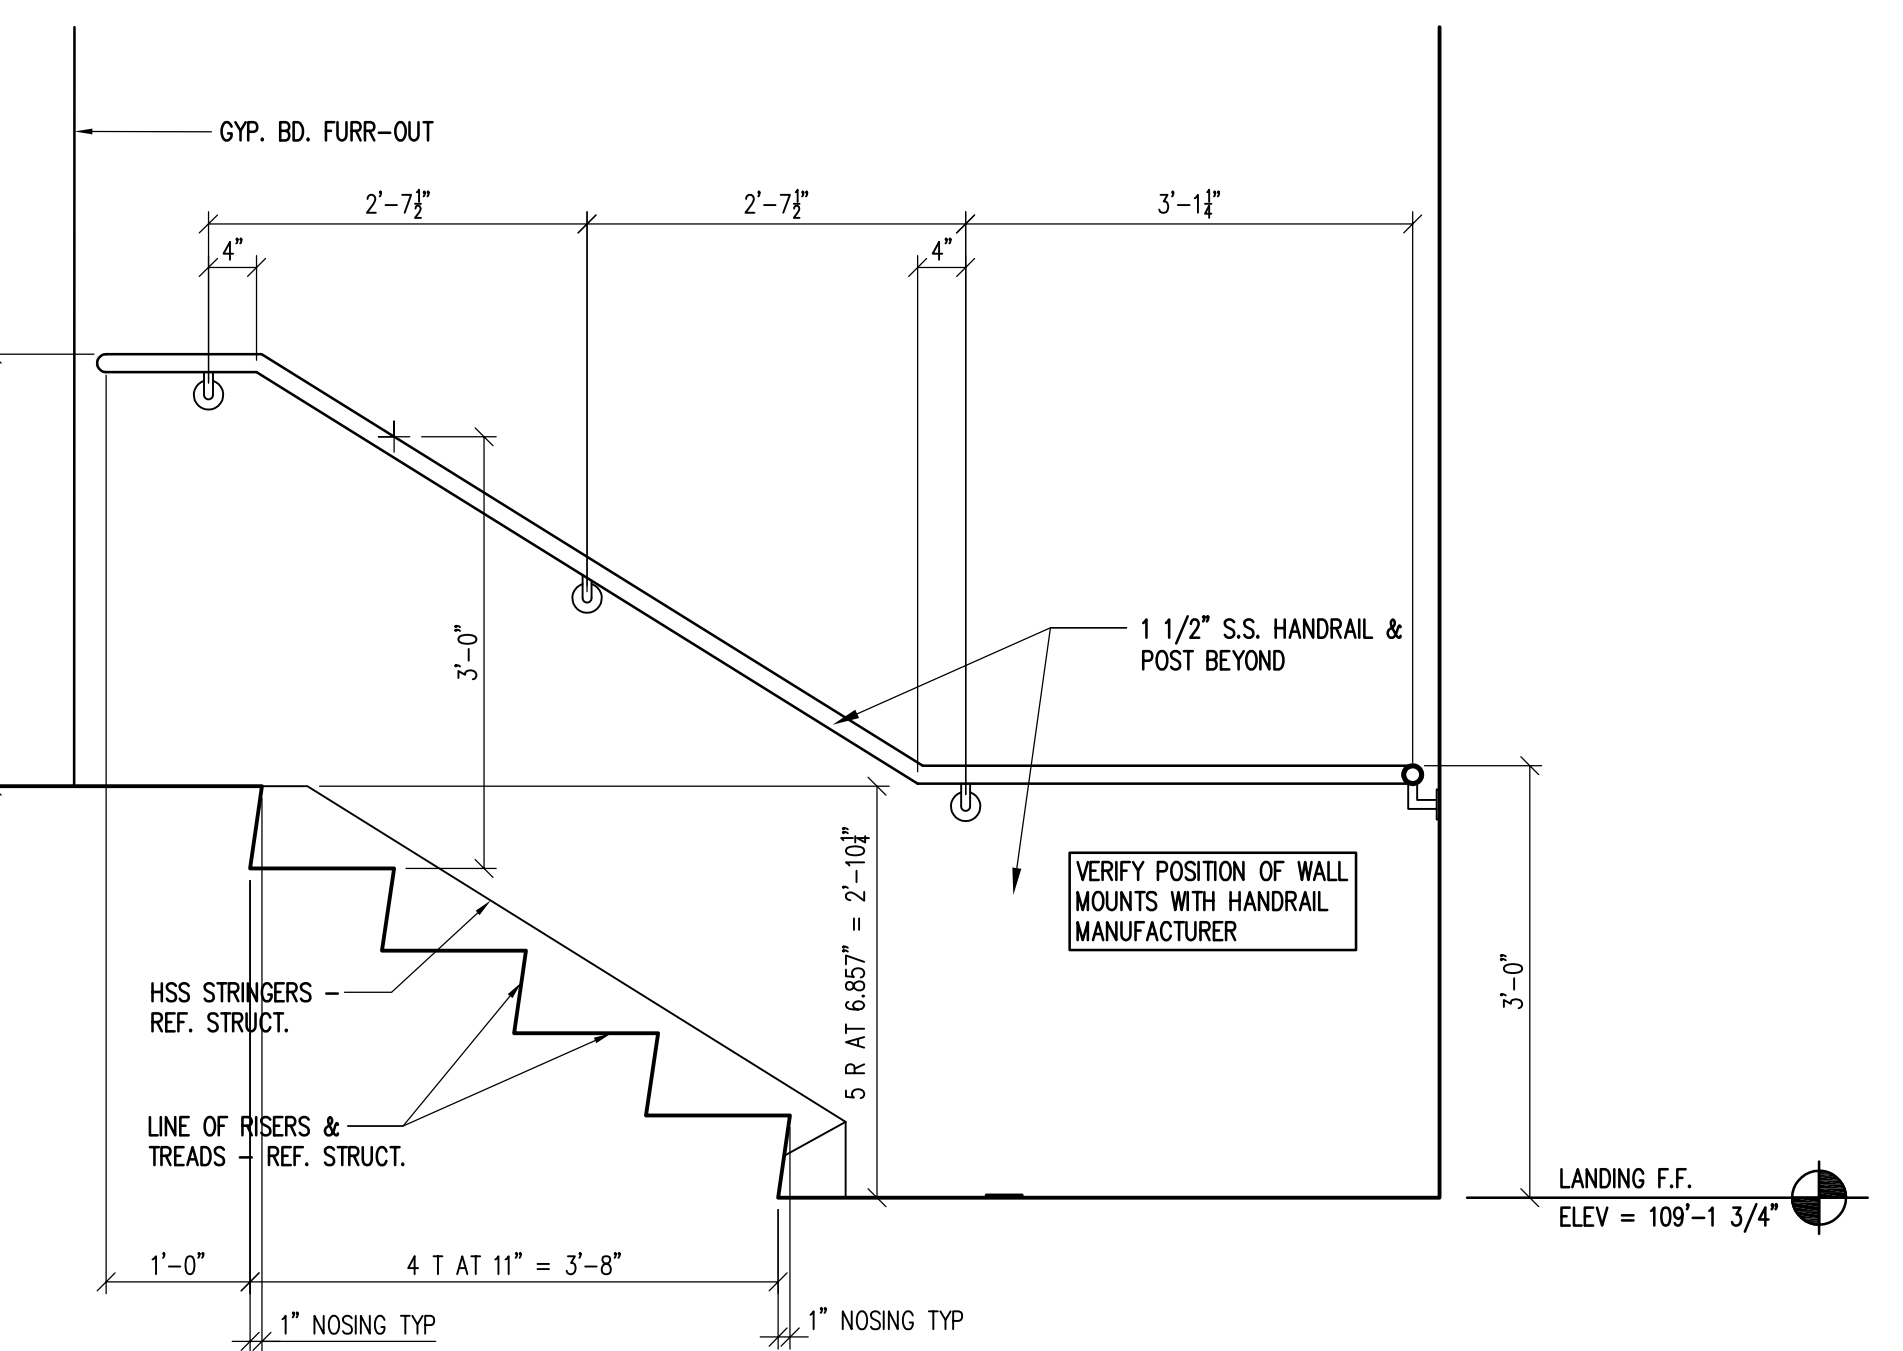 GYP. BD. FURR-OUT
2'-7½"
2'-7½"
3'-1¼"
4"
4"
3'-0"
1 1/2" S.S. HANDRAIL &
POST BEYOND
VERIFY POSITION OF WALL
MOUNTS WITH HANDRAIL
MANUFACTURER
5 R AT 6.857" = 2'-10¼"
3'-0"
HSS STRINGERS -
REF. STRUCT.
LINE OF RISERS &
TREADS - REF. STRUCT.
LANDING F.F.
ELEV = 109'-1 3/4"
1'-0"
4 T AT 11" = 3'-8"
1" NOSING TYP
1" NOSING TYP